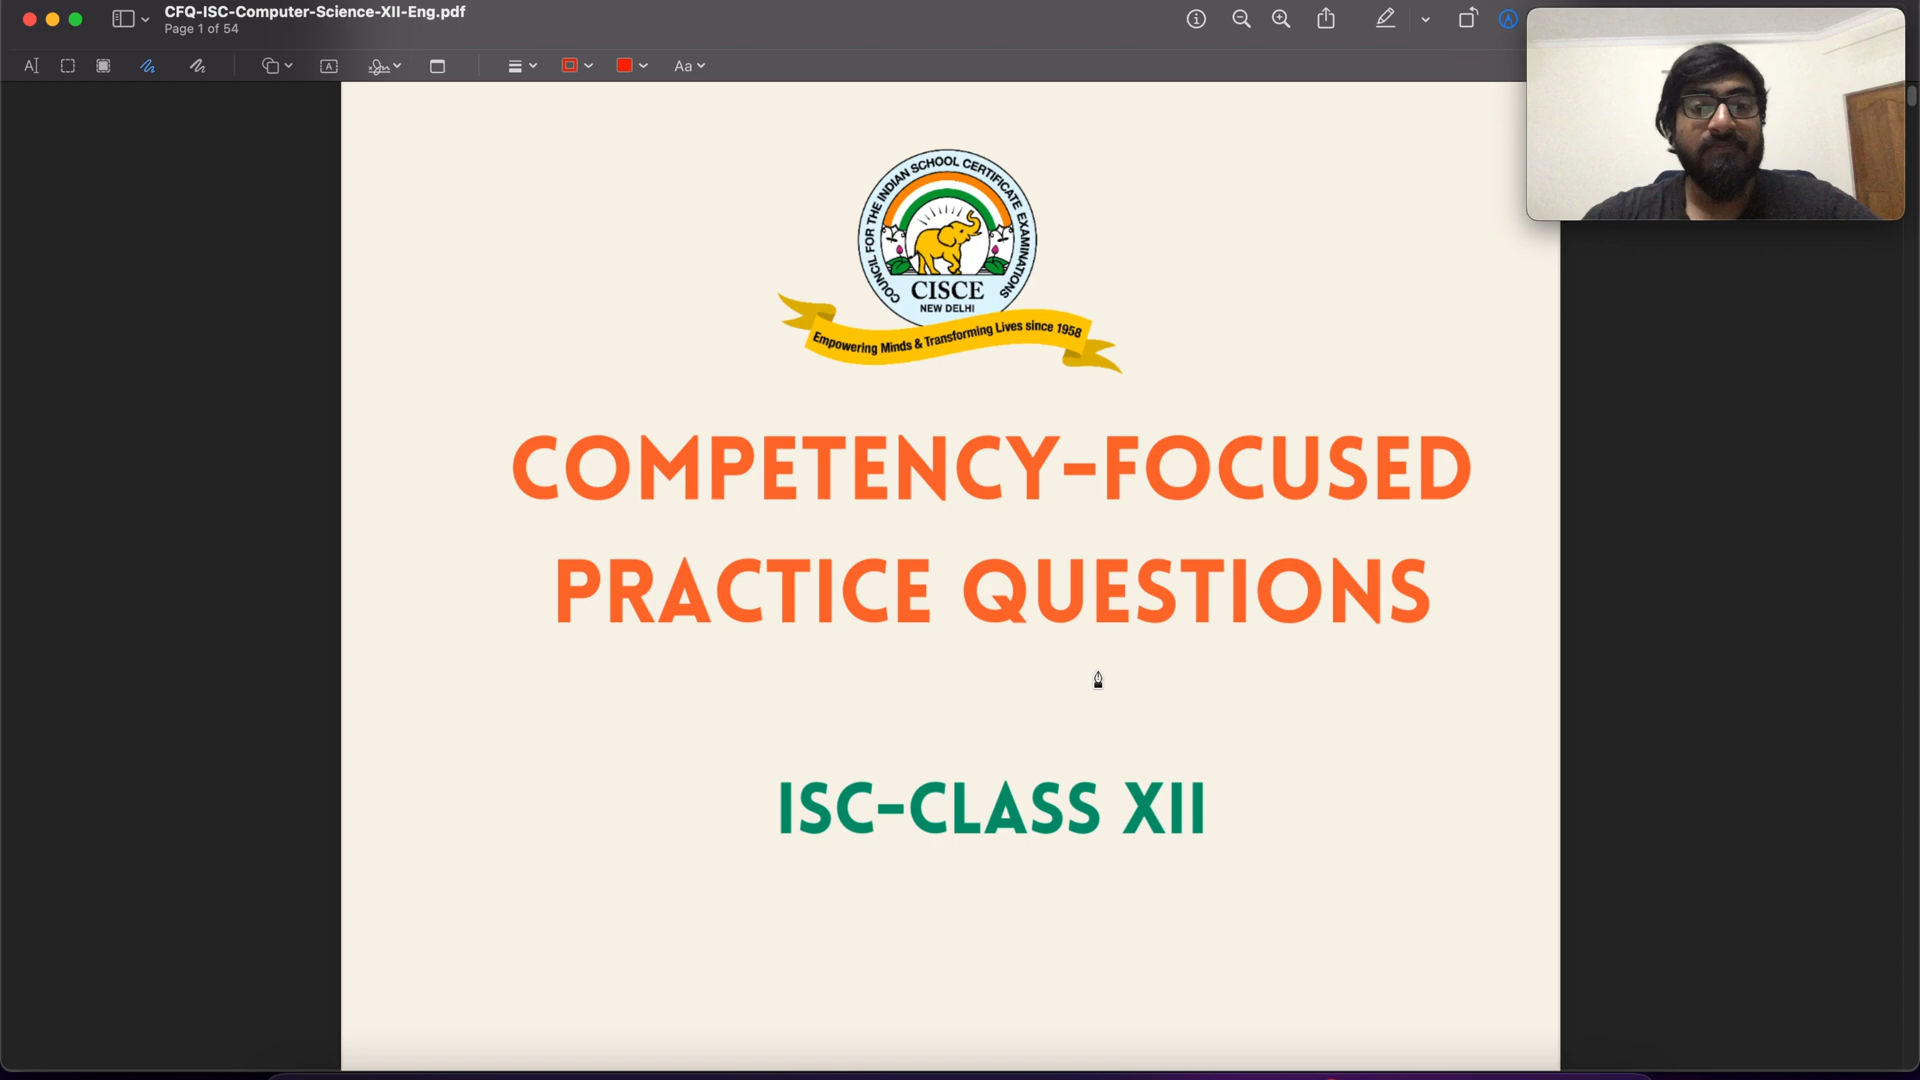 CFQ-ISC-Computer-Science-XII-Eng.pdf
Page 1 of 54
A
A
Aa
COUNCIL FOR THE INDIAN SCHOOL CERTIFICATE EXAMINATIONS
CISCE
NEW DELHI
Empowering Minds & Transforming Lives since 1958
COMPETENCY-FOCUSED
PRACTICE QUESTIONS
ISC-CLASS XII